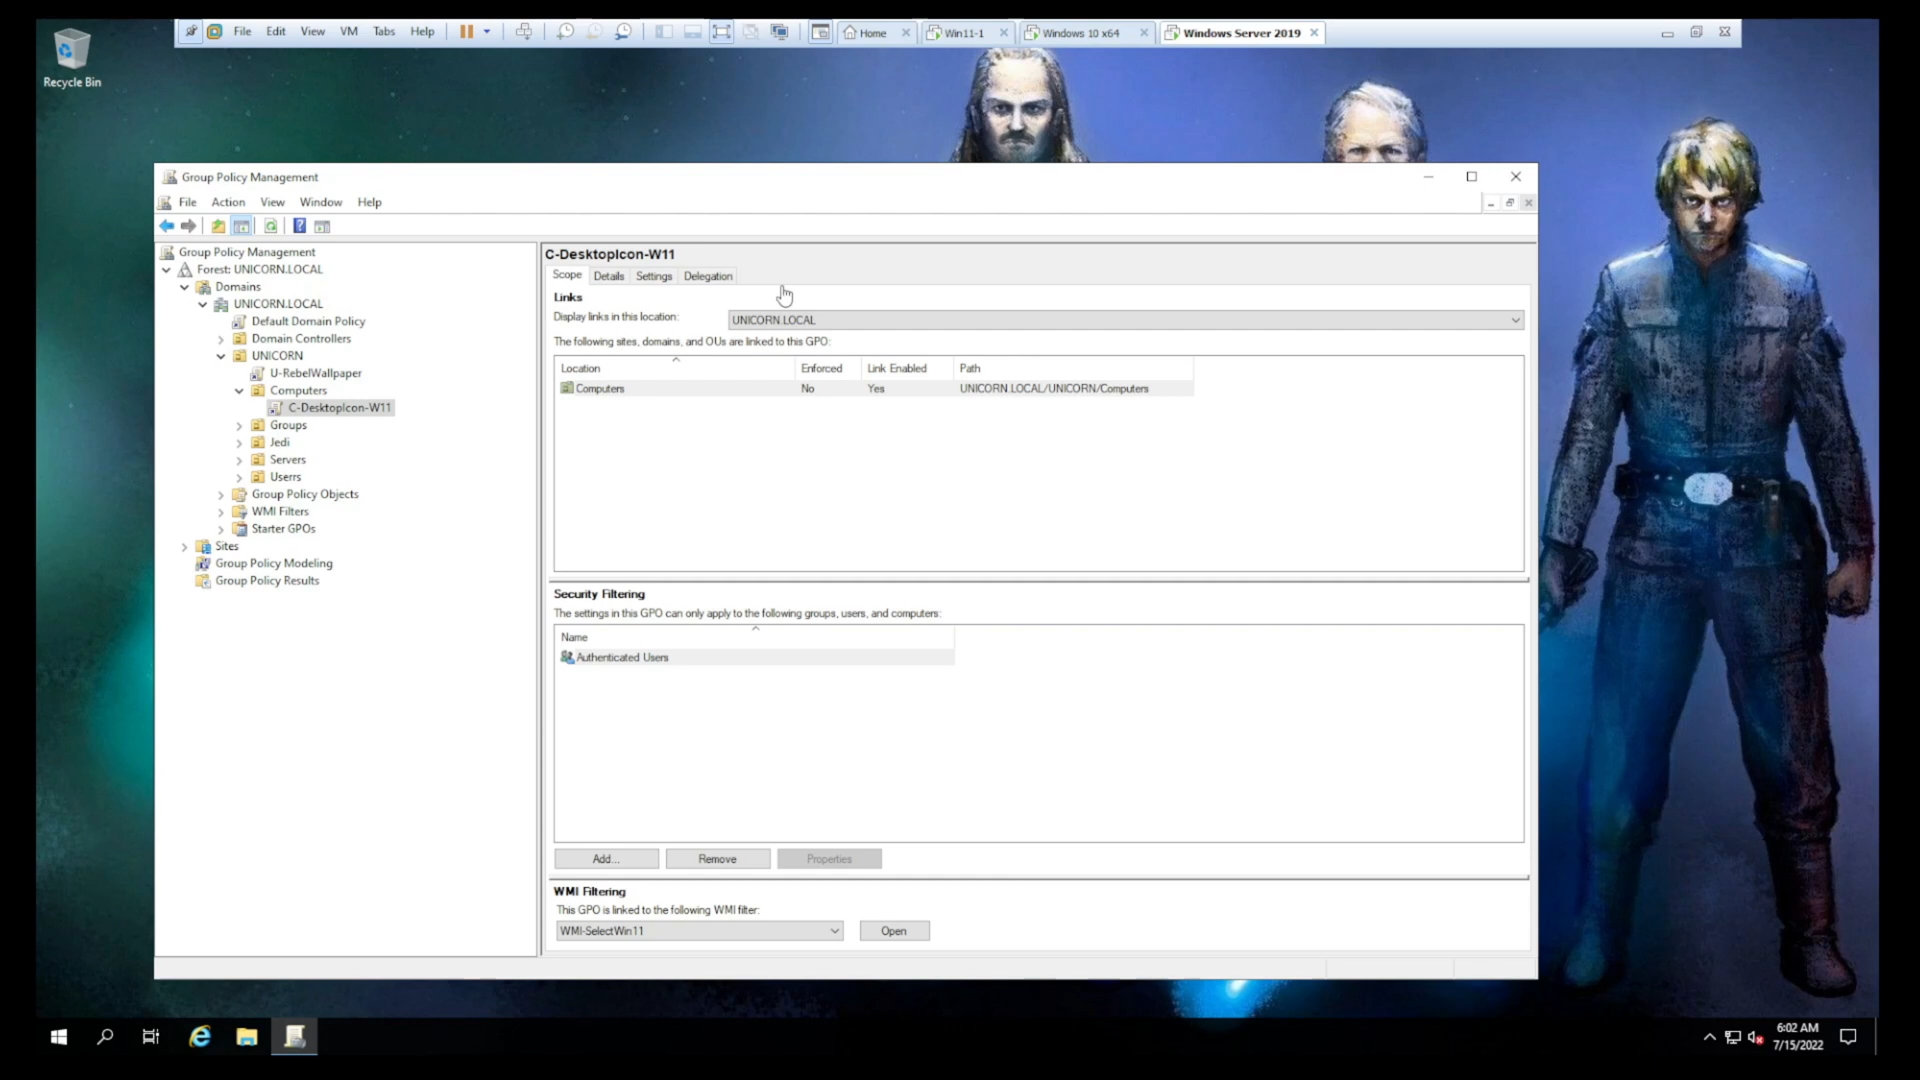 File Edit View VM Tabs Help
Home
Win11-1
Windows 10 x64
Windows Server 2019
Recycle Bin
Group Policy Management
File Action View Window Help
Group Policy Management
Forest: UNICORN.LOCAL
Domains
UNICORN.LOCAL
Default Domain Policy
Domain Controllers
UNICORN
U-RebelWallpaper
Computers
C-DesktopIcon-W11
Groups
Jedi
Servers
Userrs
Group Policy Objects
WMI Filters
Starter GPOs
Sites
Group Policy Modeling
Group Policy Results
C-DesktopIcon-W11
Scope Details Settings Delegation
Links
Display links in this location: UNICORN.LOCAL
The following sites, domains, and OUs are linked to this GPO:
Location Enforced Link Enabled Path
Computers No Yes UNICORN.LOCAL/UNICORN/Computers
Security Filtering
The settings in this GPO can only apply to the following groups, users, and computers:
Name
Authenticated Users
Add... Remove Properties
WMI Filtering
This GPO is linked to the following WMI filter:
WMI-SelectWin11 Open
6:02 AM
7/15/2022